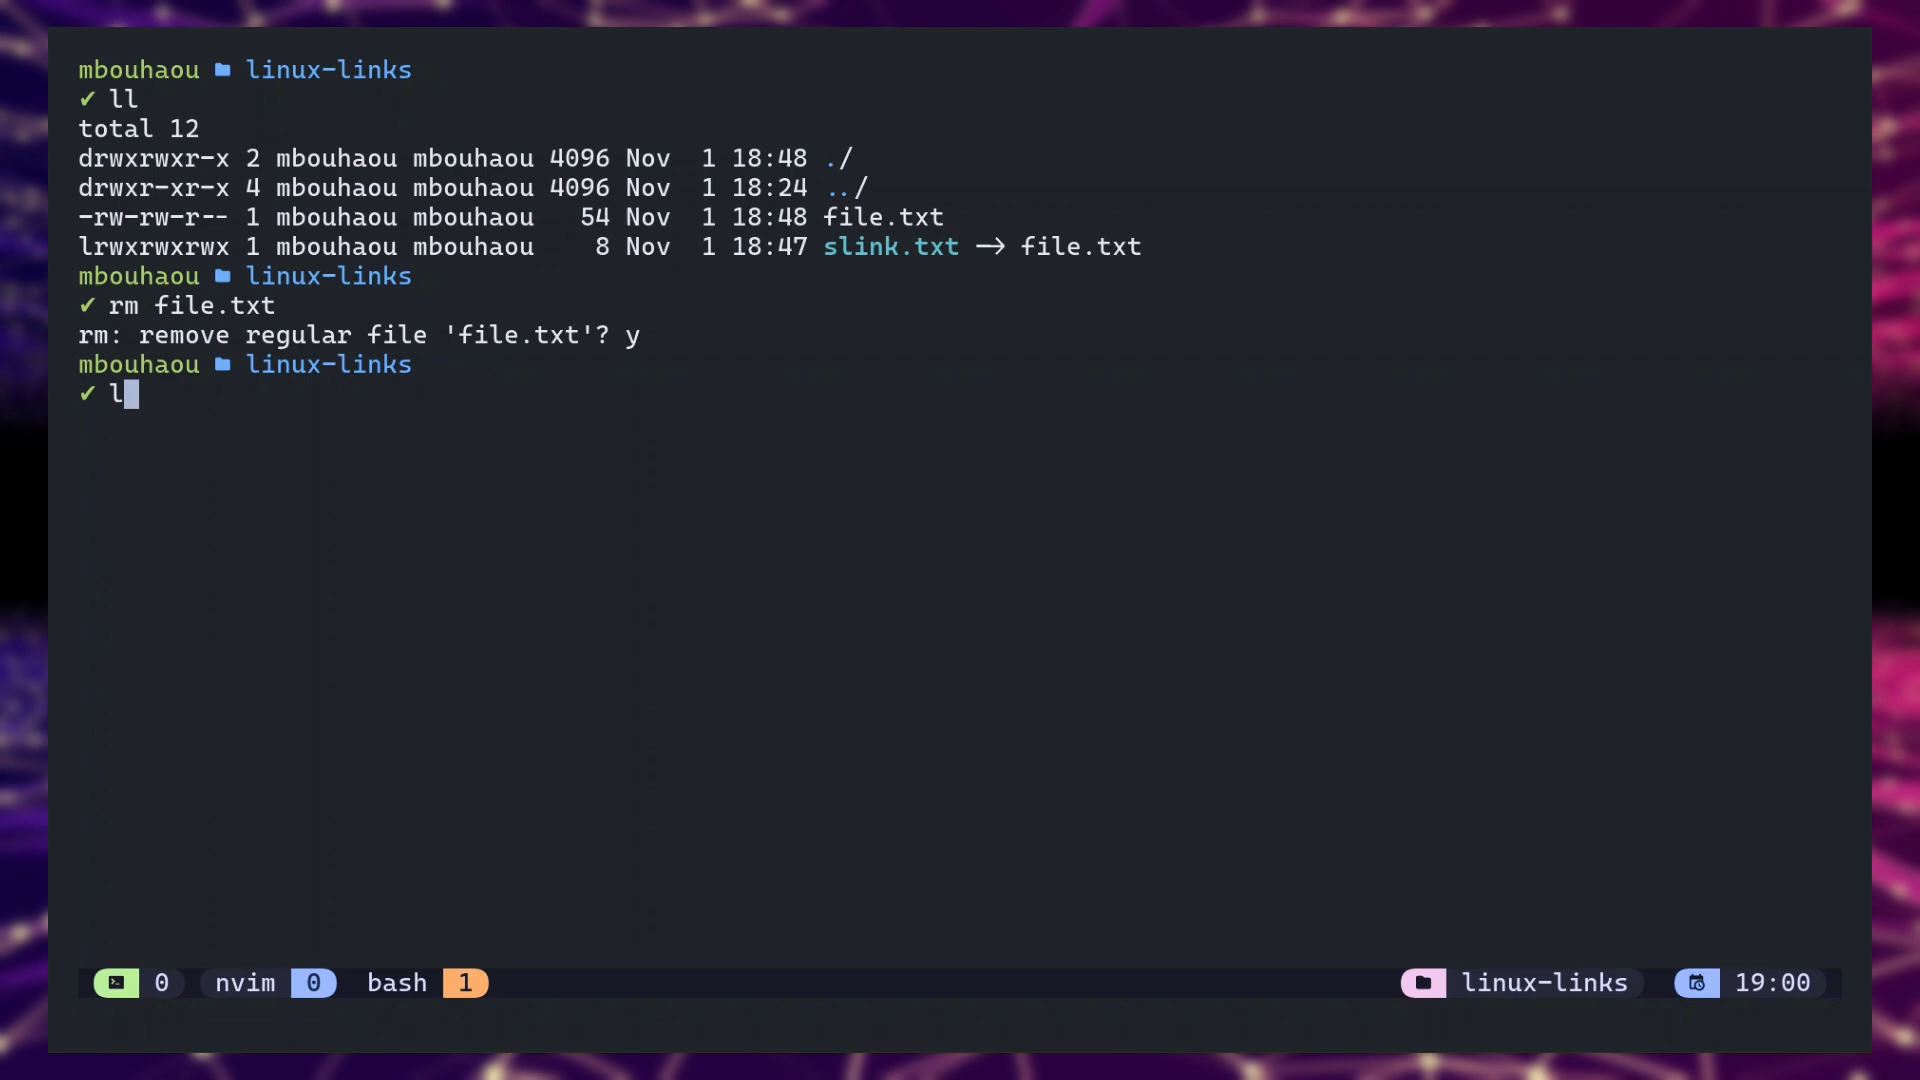 mbouhaou linux-links
✔ ll
total 12
drwxrwxr-x 2 mbouhaou mbouhaou 4096 Nov  1 18:48 ./
drwxr-xr-x 4 mbouhaou mbouhaou 4096 Nov  1 18:24 ../
-rw-rw-r-- 1 mbouhaou mbouhaou   54 Nov  1 18:48 file.txt
lrwxrwxrwx 1 mbouhaou mbouhaou    8 Nov  1 18:47 slink.txt -> file.txt
mbouhaou linux-links
✔ rm file.txt
rm: remove regular file 'file.txt'? y
mbouhaou linux-links
✔ l
0 nvim 0 bash 1 linux-links 19:00